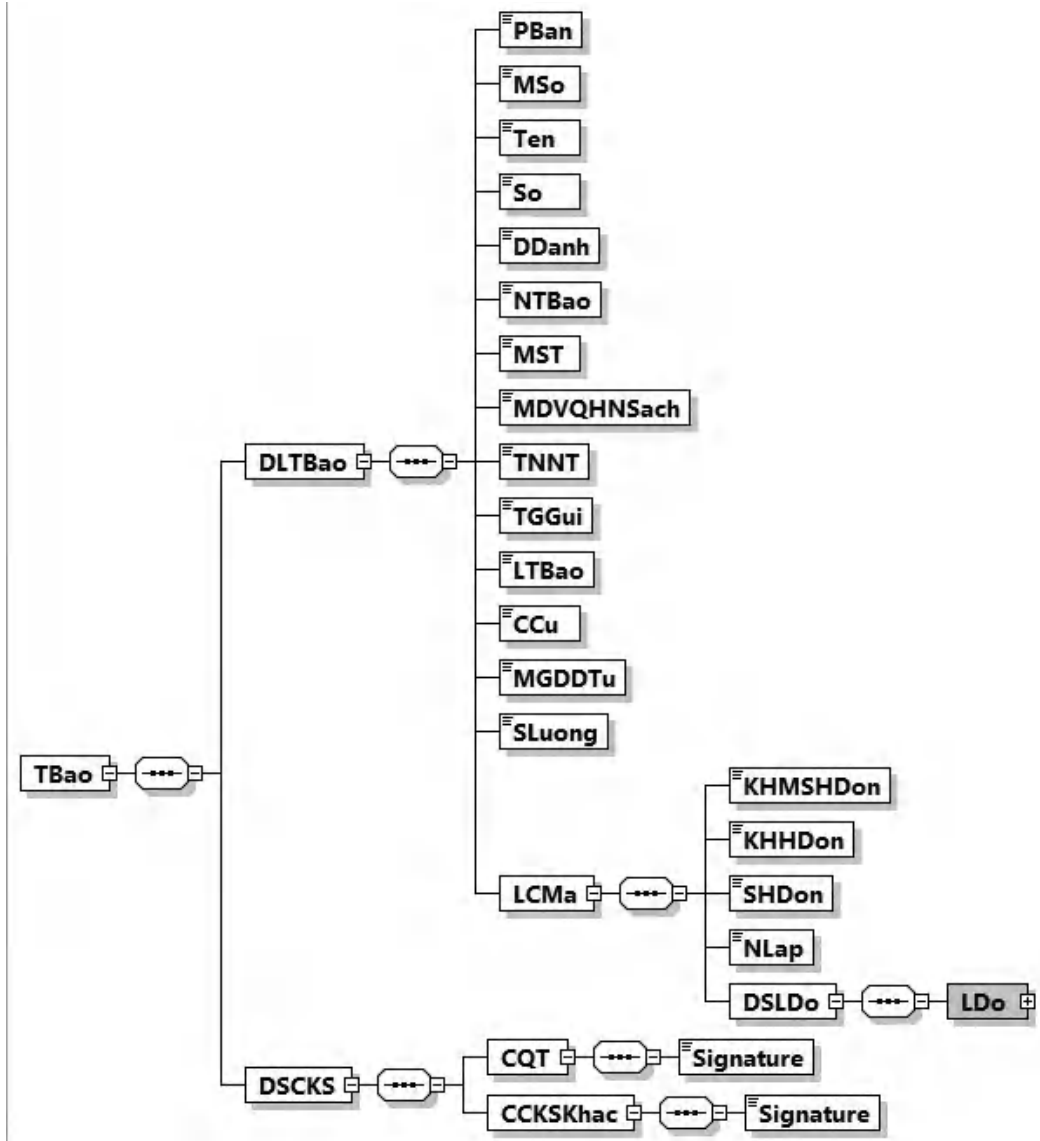 PBan
MSo
Ten
So
DDanh
NTBao
MST
MDVQHNSach
DLTBao
TNNT
TGGui
LTBao
CCu
MGDDTu
SLuong
TBao
KHMSHDon
KHHDon
LCMa
SHDon
NLap
DSLDo
LDo
CQT
Signature
DSCKS
CCKSKhac
Signature